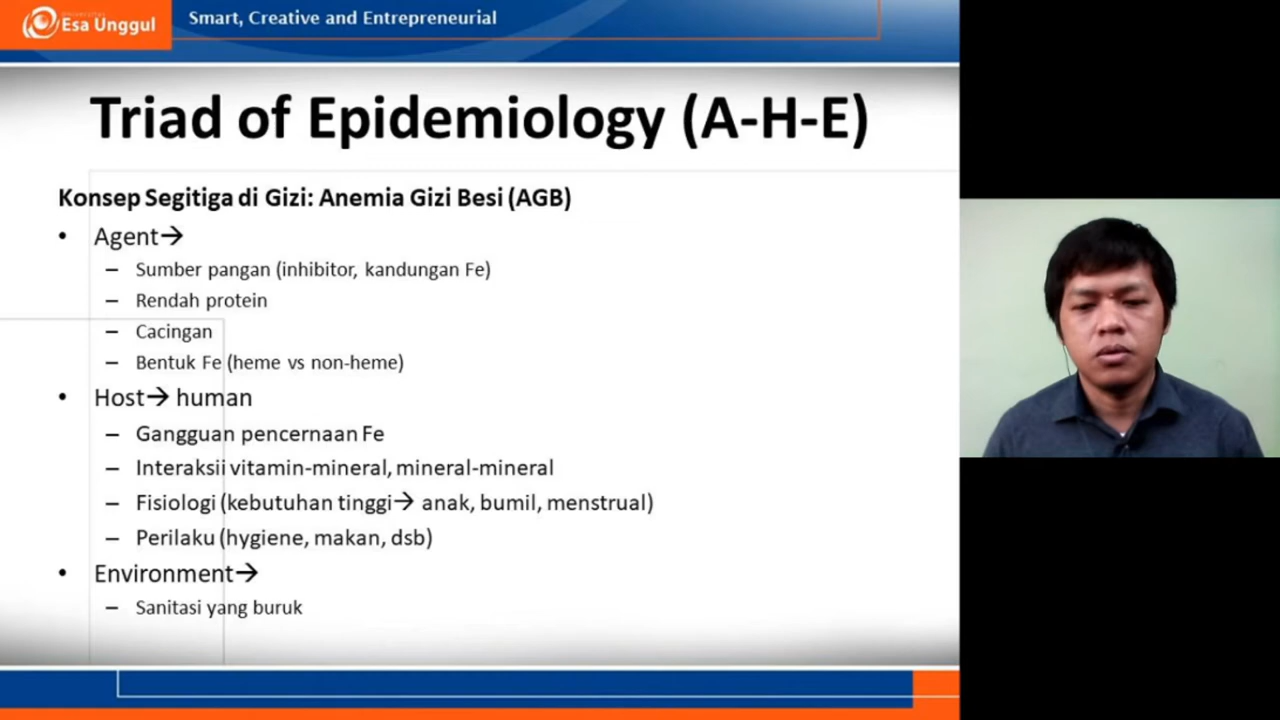 Esa Unggul
Smart, Creative and Entrepreneurial
Triad of Epidemiology (A-H-E)
Konsep Segitiga di Gizi: Anemia Gizi Besi (AGB)
• Agent→
– Sumber pangan (inhibitor, kandungan Fe)
– Rendah protein
– Cacingan
– Bentuk Fe (heme vs non-heme)
• Host→ human
– Gangguan pencernaan Fe
– Interaksii vitamin-mineral, mineral-mineral
– Fisiologi (kebutuhan tinggi→ anak, bumil, menstrual)
– Perilaku (hygiene, makan, dsb)
• Environment→
– Sanitasi yang buruk